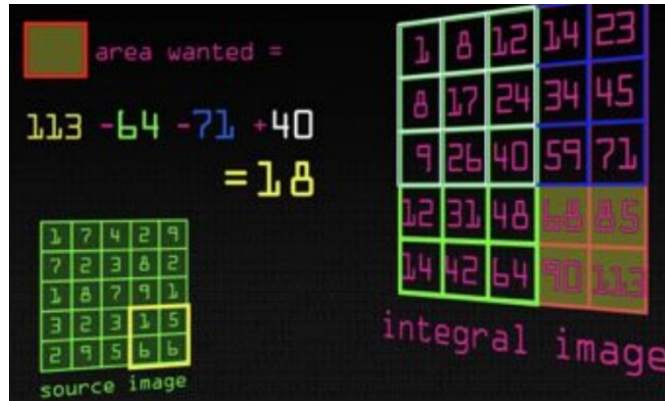 area wanted =
113 -64 -71 +40
=18
1 7 4 2 9
7 2 3 8 2
1 8 7 9 1
3 2 3 1 5
2 9 5 6 6
source image
1 8 12 14 23
8 17 24 34 45
9 26 40 59 71
12 31 48 68 85
14 42 64 90 113
integral image